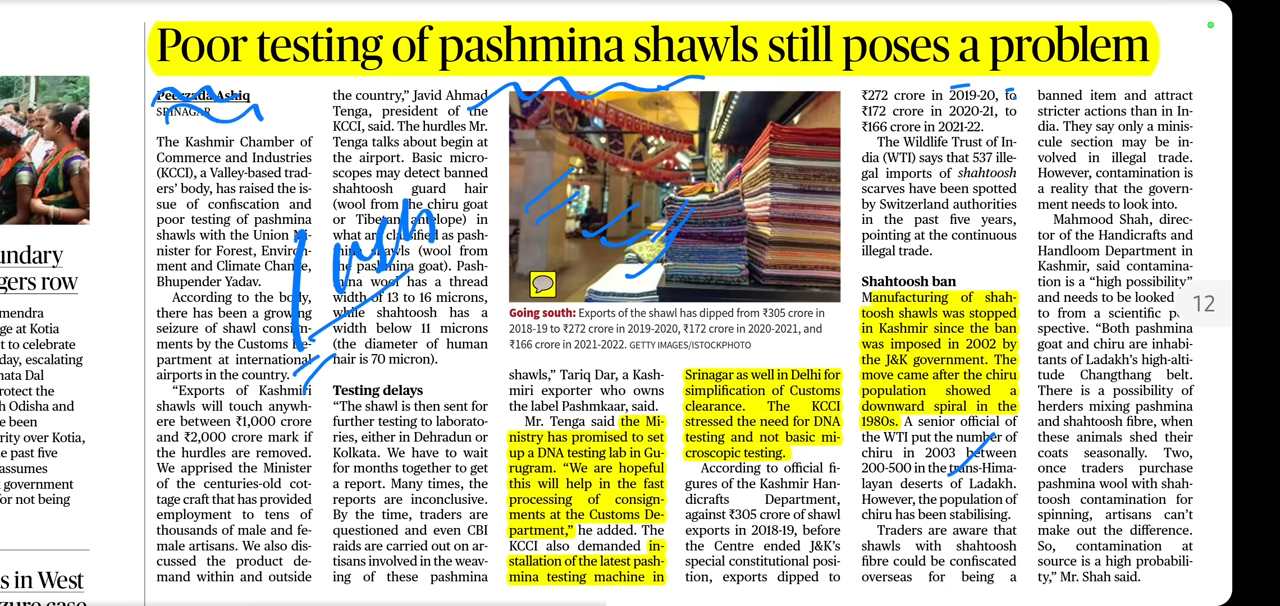 Poor testing of pashmina shawls still poses a problem
Peerzada Ashiq
SRINAGAR
The Kashmir Chamber of
Commerce and Industries
(KCCI), a Valley-based trad-
ers’ body, has raised the is-
sue of confiscation and
poor testing of pashmina
shawls with the Union Mi-
nister for Forest, Environ-
ment and Climate Change,
Bhupender Yadav.
According to the body,
there has been a growing
seizure of shawl consign-
ments by the Customs De-
partment at international
airports in the country.
“Exports of Kashmiri
shawls will touch anywh-
ere between ₹1,000 crore
and ₹2,000 crore mark if
the hurdles are removed.
We apprised the Minister
of the centuries-old cot-
tage craft that has provided
employment to tens of
thousands of male and fe-
male artisans. We also dis-
cussed the product de-
mand within and outside
the country,” Javid Ahmad
Tenga, president of the
KCCI, said. The hurdles Mr.
Tenga talks about begin at
the airport. Basic micro-
scopes may detect banned
shahtoosh guard hair
(wool from the chiru goat
or Tibetan antelope) in
what are classified as pash-
mina shawls (wool from
the pashmina goat). Pash-
mina wool has a thread
width of 13 to 16 microns,
while shahtoosh has a
width below 11 microns
(the diameter of human
hair is 70 micron).
Testing delays
“The shawl is then sent for
further testing to laborato-
ries, either in Dehradun or
Kolkata. We have to wait
for months together to get
a report. Many times, the
reports are inconclusive.
By the time, traders are
questioned and even CBI
raids are carried out on ar-
tisans involved in the weav-
ing of these pashmina
Going south: Exports of the shawl has dipped from ₹305 crore in
2018-19 to ₹272 crore in 2019-2020, ₹172 crore in 2020-2021, and
₹166 crore in 2021-2022. GETTY IMAGES/ISTOCKPHOTO
shawls,” Tariq Dar, a Kash-
miri exporter who owns
the label Pashmkaar, said.
Mr. Tenga said the Mi-
nistry has promised to set
up a DNA testing lab in Gu-
rugram. “We are hopeful
this will help in the fast
processing of consign-
ments at the Customs De-
partment,” he added. The
KCCI also demanded in-
stallation of the latest pash-
mina testing machine in
Srinagar as well in Delhi for
simplification of Customs
clearance. The KCCI
stressed the need for DNA
testing and not basic mi-
croscopic testing.
According to official fi-
gures of the Kashmir Han-
dicrafts Department,
against ₹305 crore of shawl
exports in 2018-19, before
the Centre ended J&K’s
special constitutional posi-
tion, exports dipped to
₹272 crore in 2019-20, to
₹172 crore in 2020-21, to
₹166 crore in 2021-22.
The Wildlife Trust of In-
dia (WTI) says that 537 ille-
gal imports of shahtoosh
scarves have been spotted
by Switzerland authorities
in the past five years,
pointing at the continuous
illegal trade.
Shahtoosh ban
Manufacturing of shah-
toosh shawls was stopped
in Kashmir since the ban
was imposed in 2002 by
the J&K government. The
move came after the chiru
population showed a
downward spiral in the
1980s. A senior official of
the WTI put the number of
chiru in 2003 between
200-500 in the trans-Hima-
layan deserts of Ladakh.
However, the population of
chiru has been stabilising.
Traders are aware that
shawls with shahtoosh
fibre could be confiscated
overseas for being a
banned item and attract
stricter actions than in In-
dia. They say only a minis-
cule section may be in-
volved in illegal trade.
However, contamination is
a reality that the govern-
ment needs to look into.
Mahmood Shah, direc-
tor of the Handicrafts and
Handloom Department in
Kashmir, said contamina-
tion is a “high possibility”
and needs to be looked
to from a scientific
spective. “Both pashmina
goat and chiru are inhabi-
tants of Ladakh’s high-alti-
tude Changthang belt.
There is a possibility of
herders mixing pashmina
and shahtoosh fibre, when
these animals shed their
coats seasonally. Two,
once traders purchase
pashmina wool with shah-
toosh contamination for
spinning, artisans can’t
make out the difference.
So, contamination at
source is a high probabili-
ty,” Mr. Shah said.
12
undary
gers row
mendra
ge at Kotia
t to celebrate
day, escalating
nata Dal
rotect the
h Odisha and
e been
rity over Kotia,
e past five
assumes
government
for not being
s in West